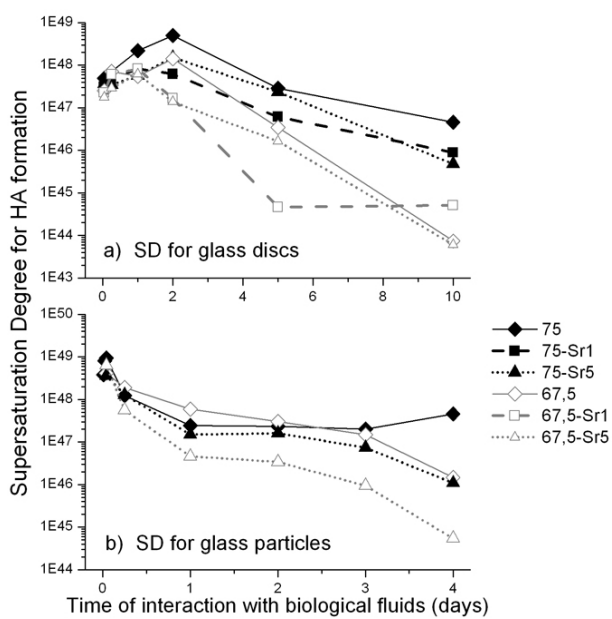 Supersaturation Degree for HA formation
1E49
1E48
1E47
1E46
1E45
1E44
1E43
a) SD for glass discs
0 2 4 6 8 10
1E50
1E49
1E48
1E47
1E46
1E45
1E44
b) SD for glass particles
0 1 2 3 4
Time of interaction with biological fluids (days)
75
75-Sr1
75-Sr5
67,5
67,5-Sr1
67,5-Sr5